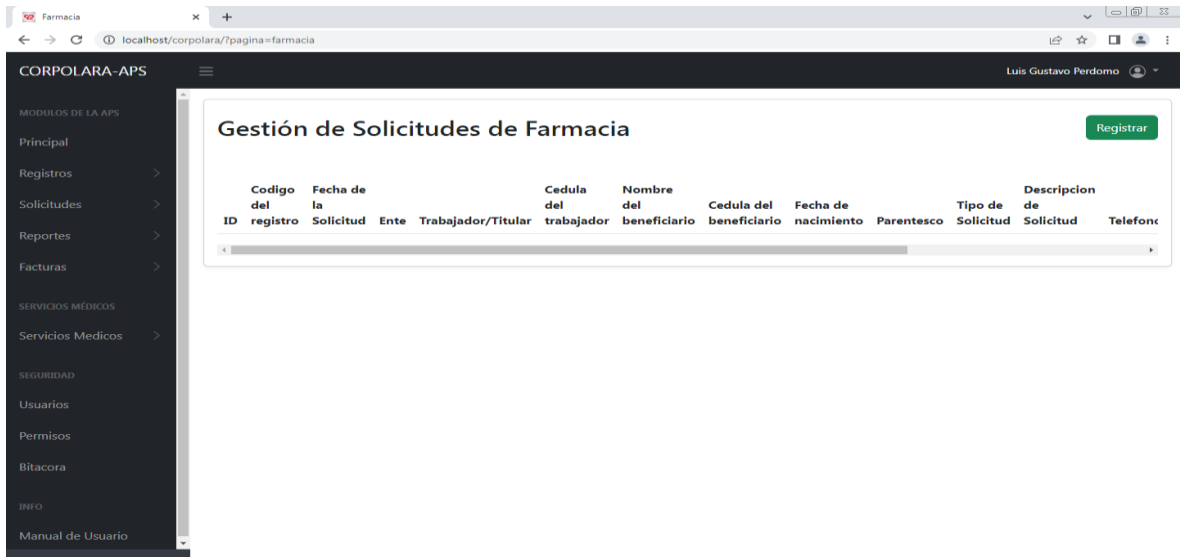 Farmacia
localhost/corpolara/?pagina=farmacia
CORPOLARA-APS
Luis Gustavo Perdomo
MODULOS DE LA APS
Principal
Registros
Solicitudes
Reportes
Facturas
SERVICIOS MÉDICOS
Servicios Medicos
SEGURIDAD
Usuarios
Permisos
Bitacora
INFO
Manual de Usuario
Gestión de Solicitudes de Farmacia
Registrar
ID
Codigo
del
registro
Fecha de
la
Solicitud
Ente
Trabajador/Titular
Cedula
del
trabajador
Nombre
del
beneficiario
Cedula del
beneficiario
Fecha de
nacimiento
Parentesco
Tipo de
Solicitud
Descripcion
de
Solicitud
Telefono